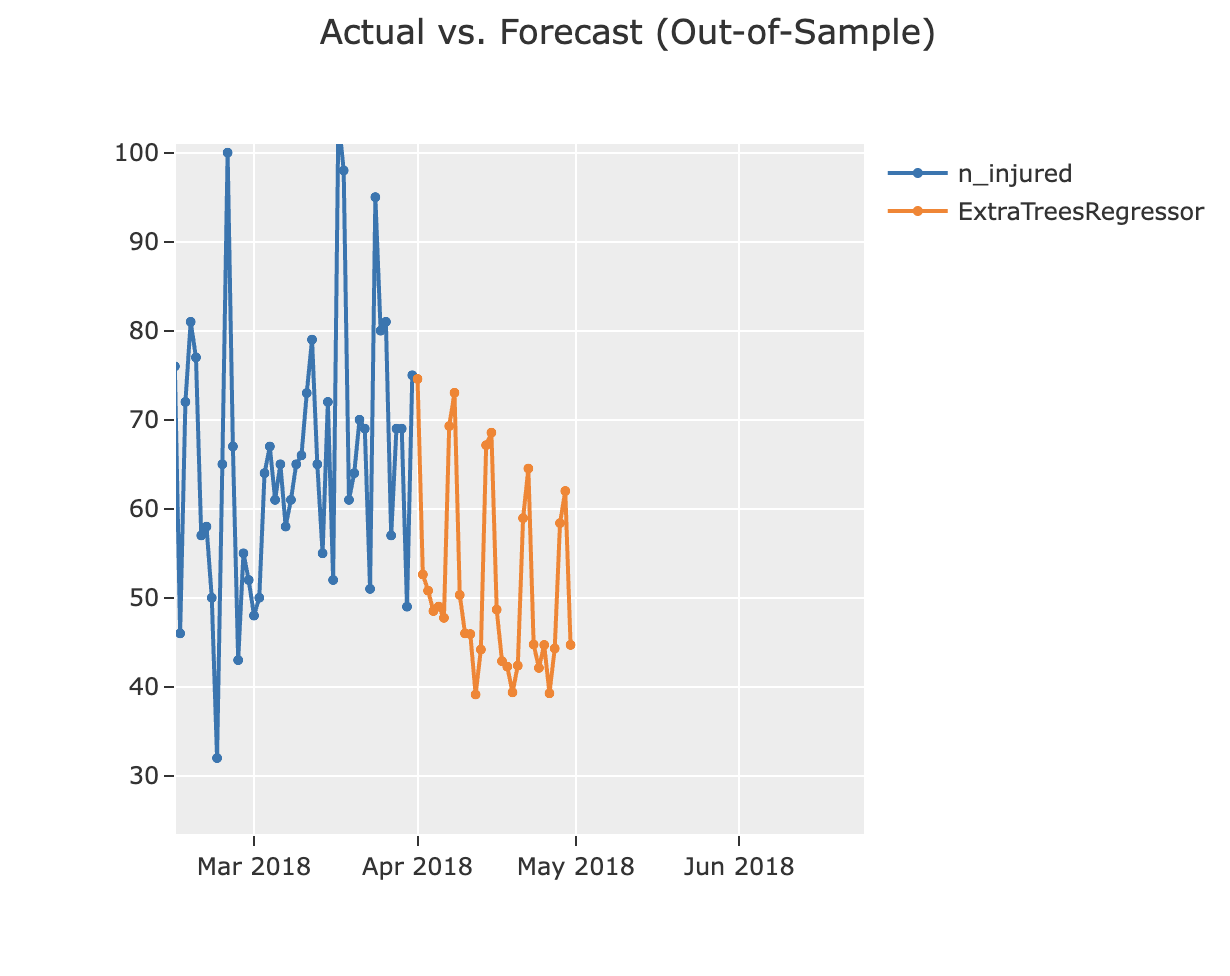 Actual vs. Forecast (Out-of-Sample)
100
90
80
70
60
50
40
30
Mar 2018
Apr 2018
May 2018
Jun 2018
n_injured
ExtraTreesRegressor